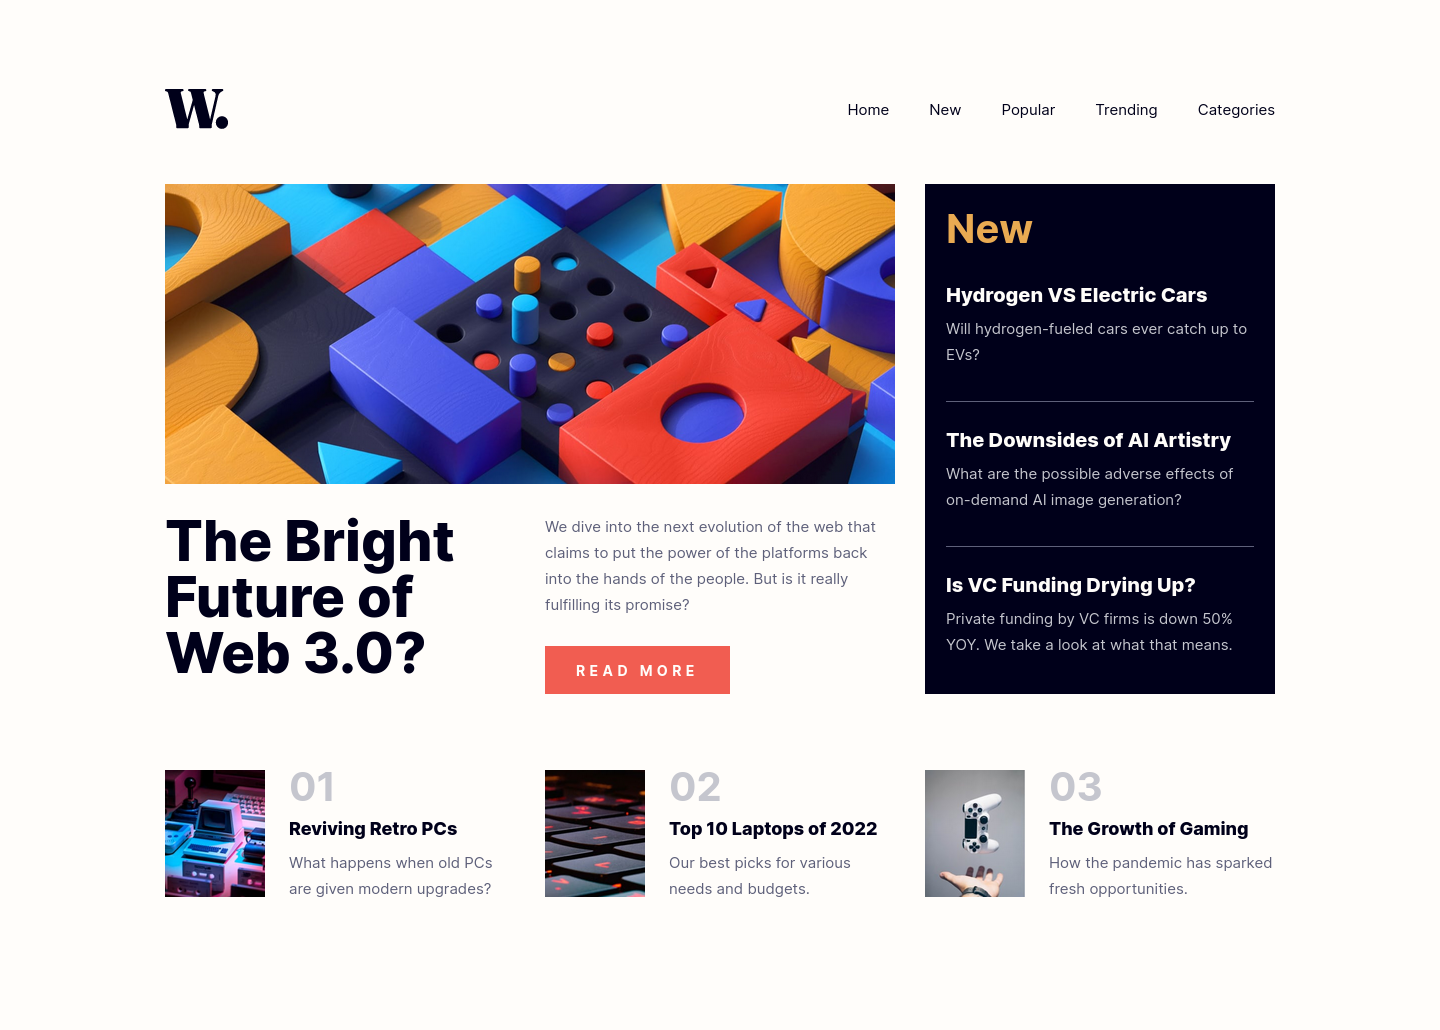 W.
Home New Popular Trending Categories
New
Hydrogen VS Electric Cars
Will hydrogen-fueled cars ever catch up to
EVs?
The Downsides of AI Artistry
What are the possible adverse effects of
on-demand AI image generation?
Is VC Funding Drying Up?
Private funding by VC firms is down 50%
YOY. We take a look at what that means.
The Bright
Future of
Web 3.0?
We dive into the next evolution of the web that
claims to put the power of the platforms back
into the hands of the people. But is it really
fulfilling its promise?
READ MORE
01
Reviving Retro PCs
What happens when old PCs
are given modern upgrades?
02
Top 10 Laptops of 2022
Our best picks for various
needs and budgets.
03
The Growth of Gaming
How the pandemic has sparked
fresh opportunities.